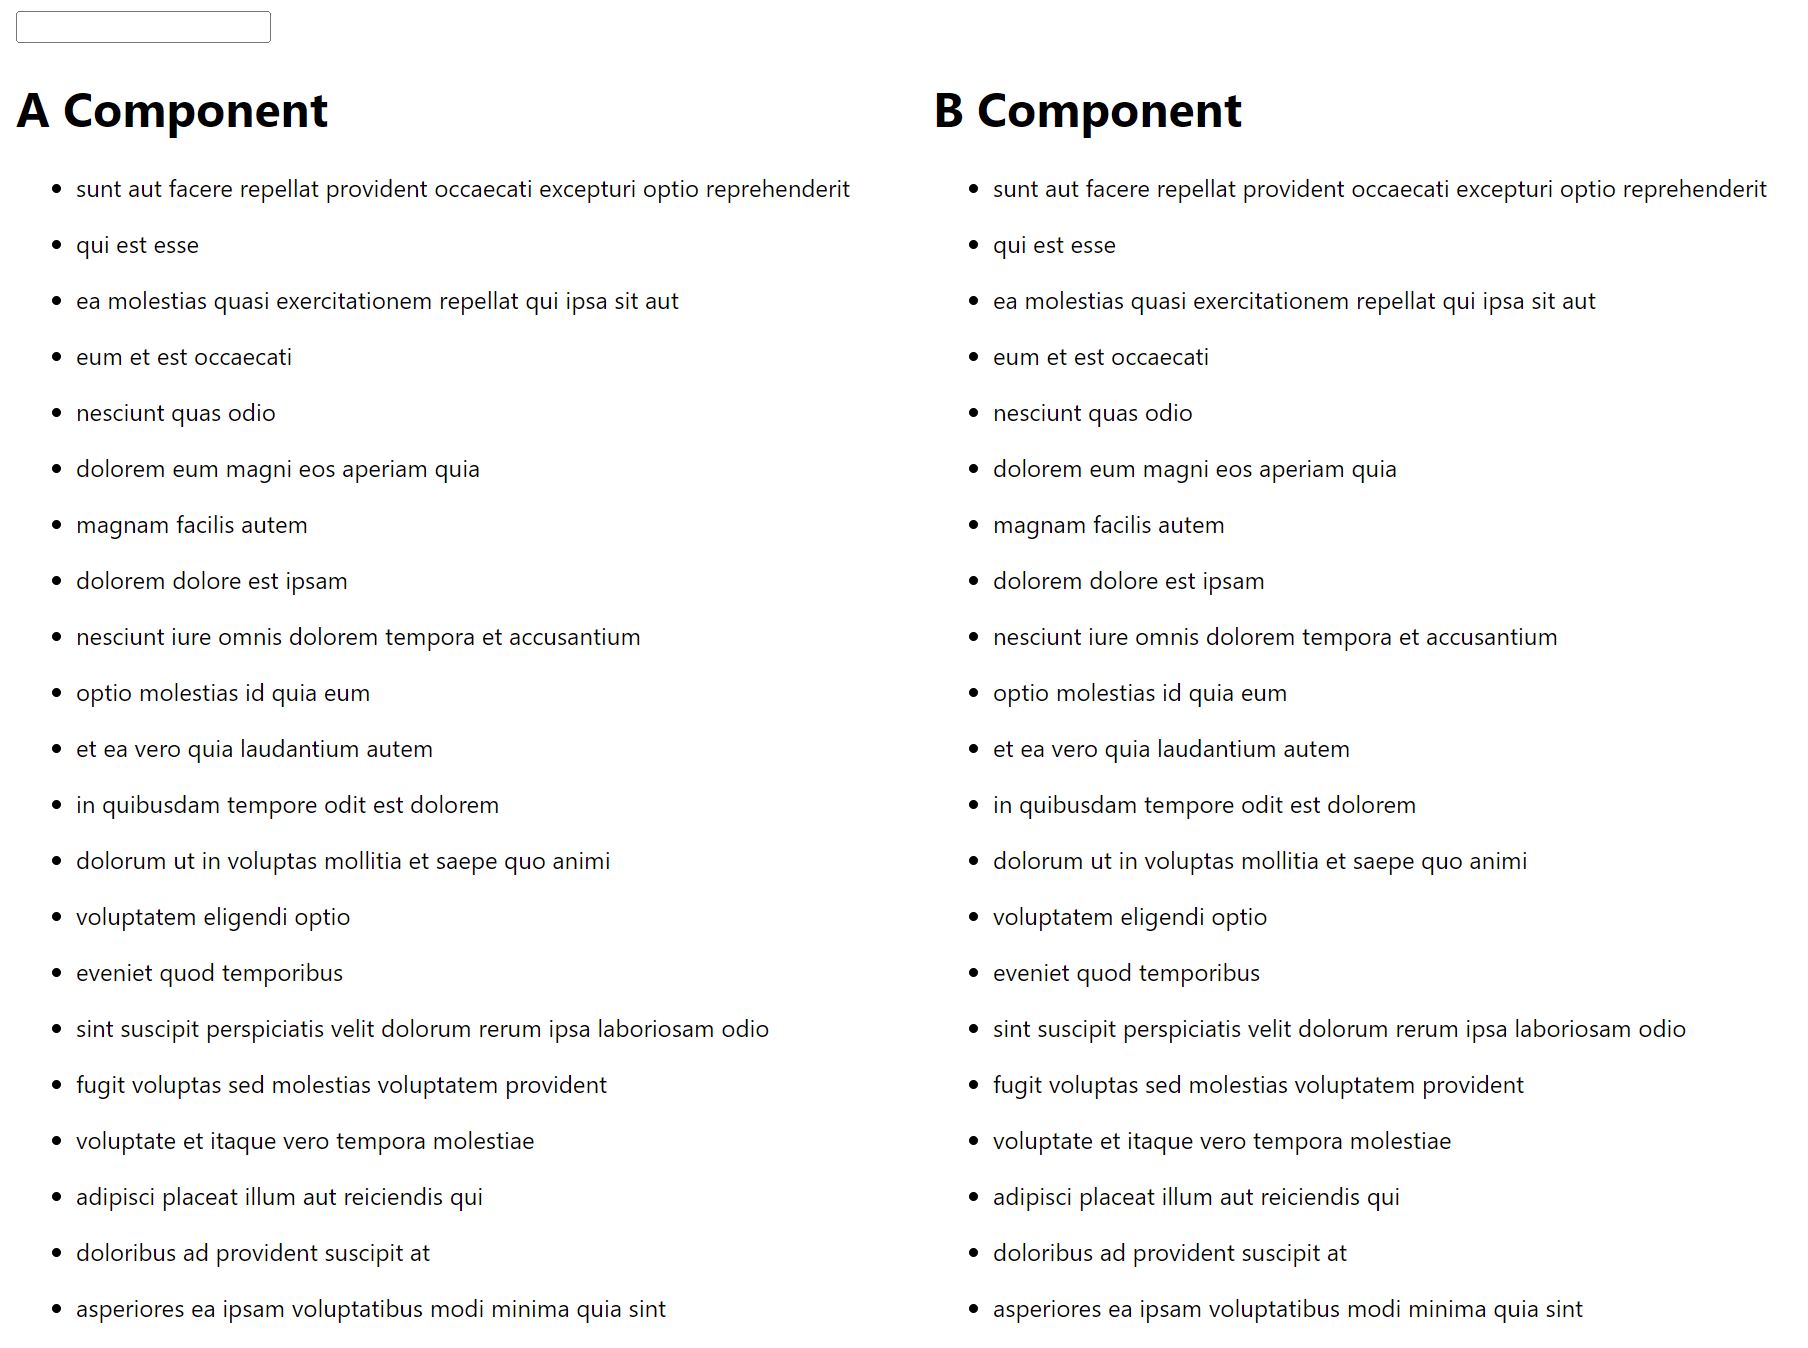 A Component
sunt aut facere repellat provident occaecati excepturi optio reprehenderit
qui est esse
ea molestias quasi exercitationem repellat qui ipsa sit aut
eum et est occaecati
nesciunt quas odio
dolorem eum magni eos aperiam quia
magnam facilis autem
dolorem dolore est ipsam
nesciunt iure omnis dolorem tempora et accusantium
optio molestias id quia eum
et ea vero quia laudantium autem
in quibusdam tempore odit est dolorem
dolorum ut in voluptas mollitia et saepe quo animi
voluptatem eligendi optio
eveniet quod temporibus
sint suscipit perspiciatis velit dolorum rerum ipsa laboriosam odio
fugit voluptas sed molestias voluptatem provident
voluptate et itaque vero tempora molestiae
adipisci placeat illum aut reiciendis qui
doloribus ad provident suscipit at
asperiores ea ipsam voluptatibus modi minima quia sint
B Component
sunt aut facere repellat provident occaecati excepturi optio reprehenderit
qui est esse
ea molestias quasi exercitationem repellat qui ipsa sit aut
eum et est occaecati
nesciunt quas odio
dolorem eum magni eos aperiam quia
magnam facilis autem
dolorem dolore est ipsam
nesciunt iure omnis dolorem tempora et accusantium
optio molestias id quia eum
et ea vero quia laudantium autem
in quibusdam tempore odit est dolorem
dolorum ut in voluptas mollitia et saepe quo animi
voluptatem eligendi optio
eveniet quod temporibus
sint suscipit perspiciatis velit dolorum rerum ipsa laboriosam odio
fugit voluptas sed molestias voluptatem provident
voluptate et itaque vero tempora molestiae
adipisci placeat illum aut reiciendis qui
doloribus ad provident suscipit at
asperiores ea ipsam voluptatibus modi minima quia sint